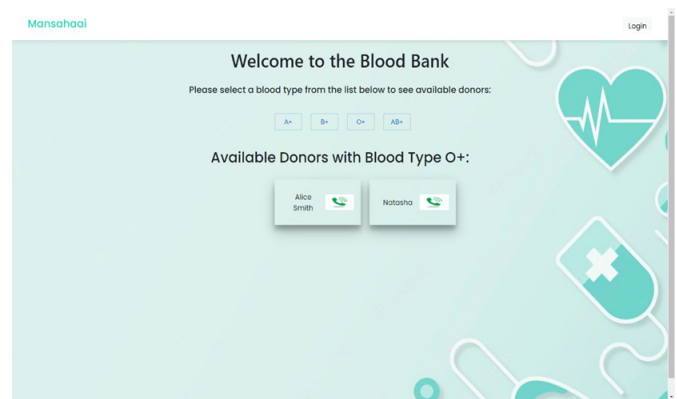 Mansahaai
Login
Welcome to the Blood Bank
Please select a blood type from the list below to see available donors:
A+ B+ O+ AB+
Available Donors with Blood Type O+:
Alice
Smith
Natasha